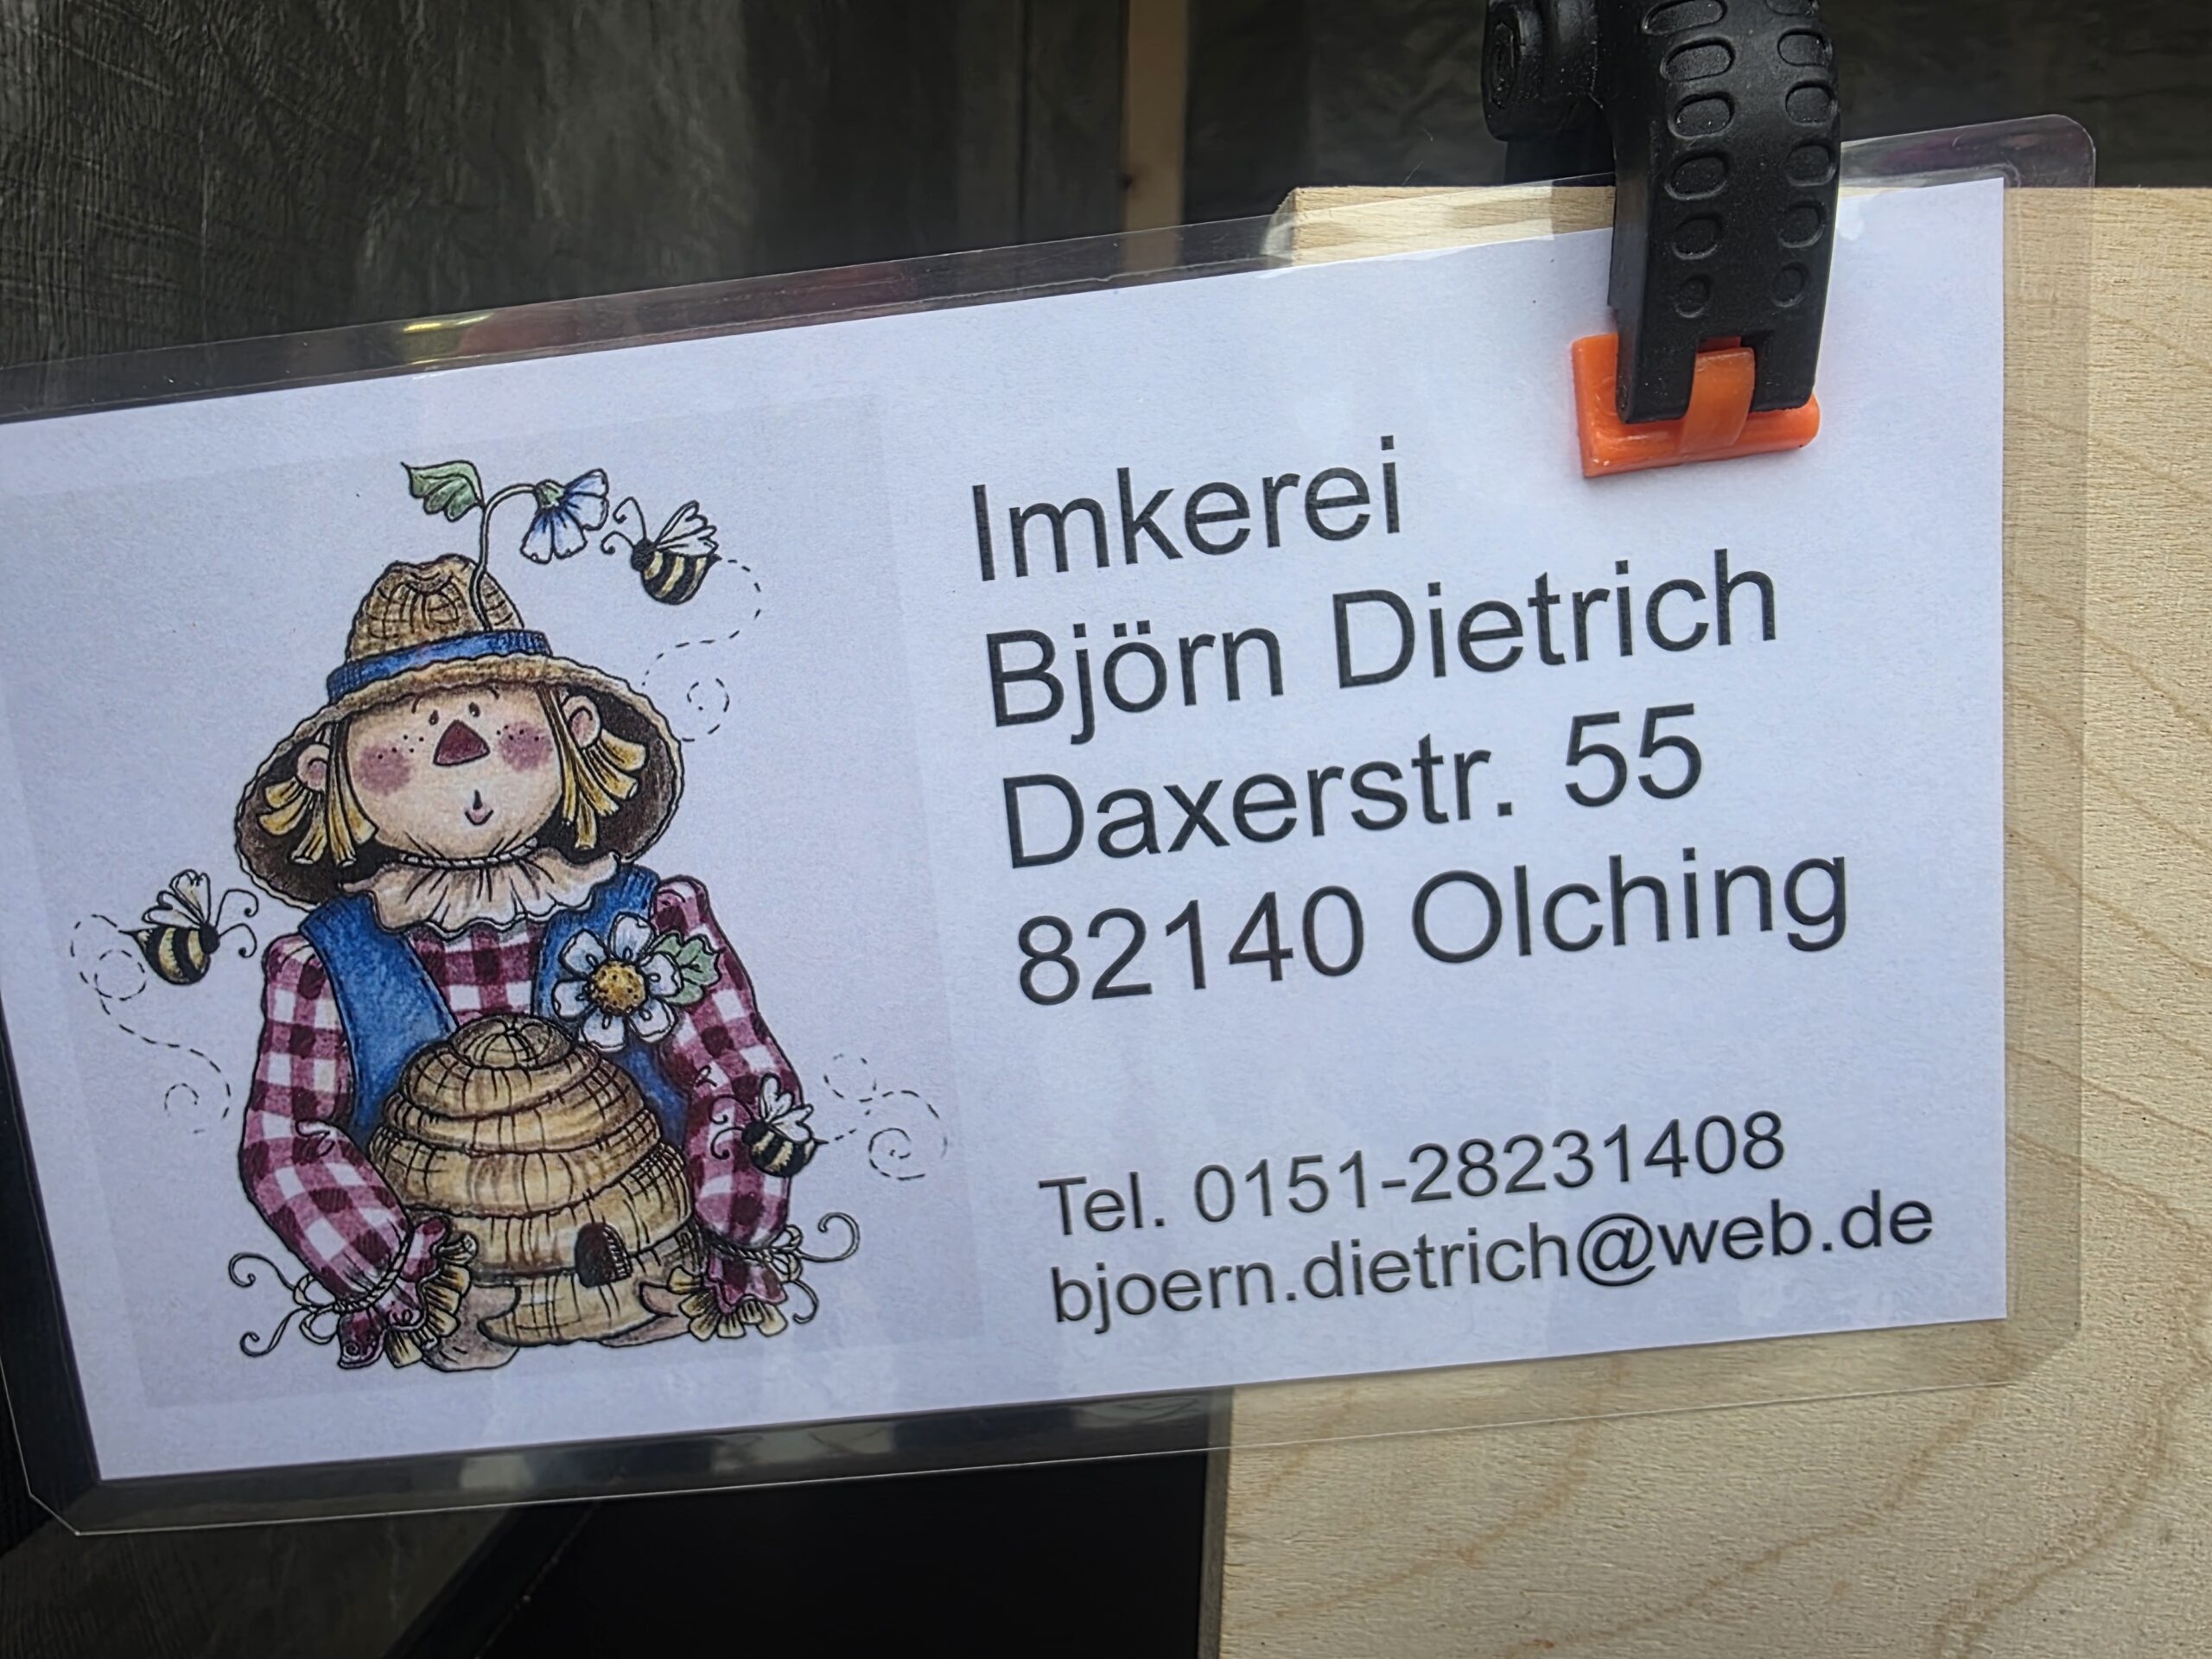 Imkerei
Björn Dietrich
Daxerstr. 55
82140 Olching
Tel. 0151-28231408
bjoern.dietrich@web.de